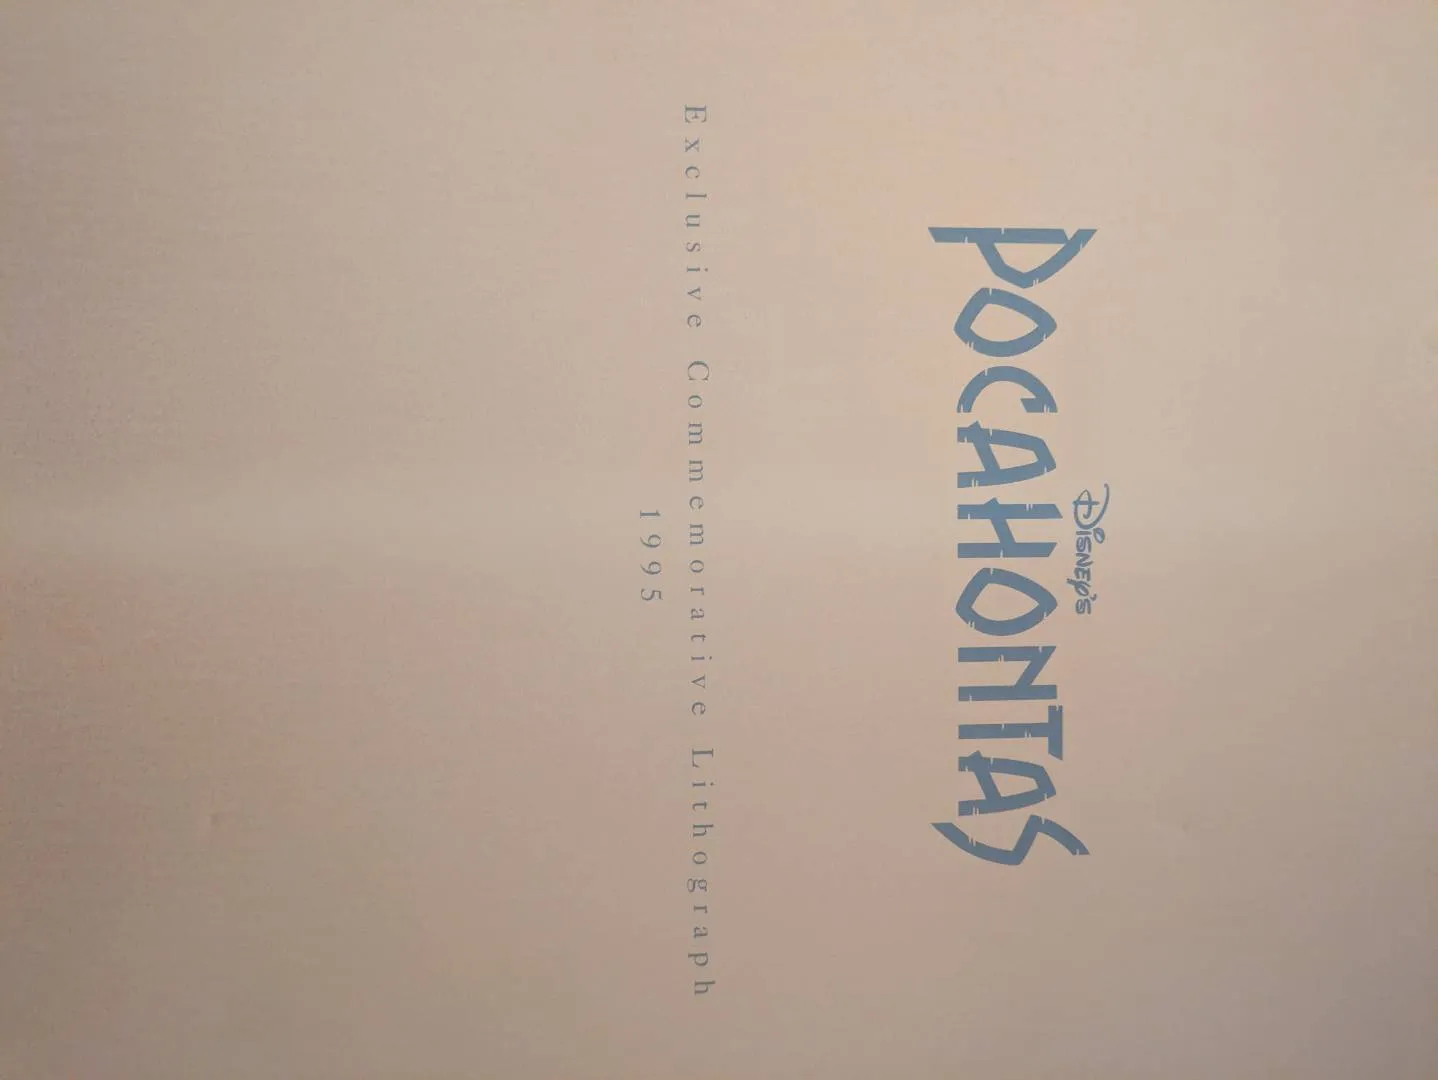 Disney's
POCAHONTAS
Exclusive Commemorative Lithograph
1995